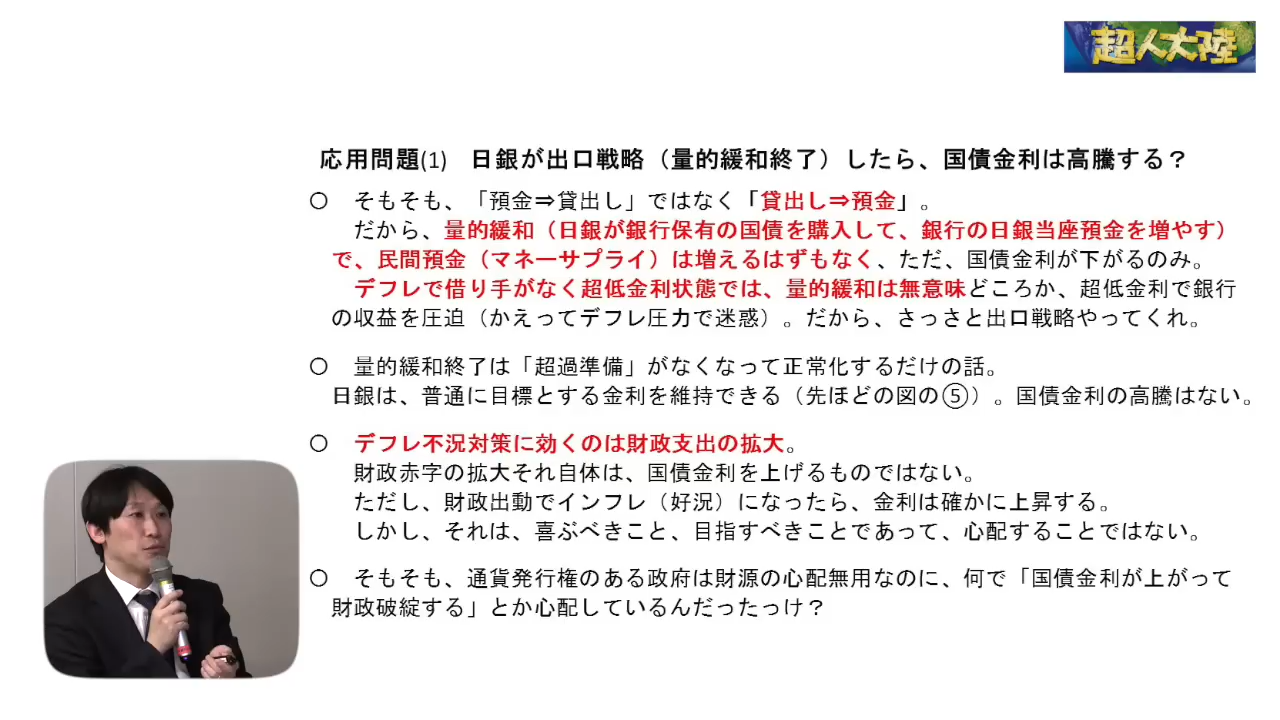 超人大陸
応用問題(1) 日銀が出口戦略（量的緩和終了）したら、国債金利は高騰する？
〇 そもそも、「預金⇒貸出し」ではなく「貸出し⇒預金」。
だから、量的緩和（日銀が銀行保有の国債を購入して、銀行の日銀当座預金を増やす）
で、民間預金（マネーサプライ）は増えるはずもなく、ただ、国債金利が下がるのみ。
デフレで借り手がなく超低金利状態では、量的緩和は無意味どころか、超低金利で銀行
の収益を圧迫（かえってデフレ圧力で迷惑）。だから、さっさと出口戦略やってくれ。
〇 量的緩和終了は「超過準備」がなくなって正常化するだけの話。
日銀は、普通に目標とする金利を維持できる（先ほどの図の⑤）。国債金利の高騰はない。
〇 デフレ不況対策に効くのは財政支出の拡大。
財政赤字の拡大それ自体は、国債金利を上げるものではない。
ただし、財政出動でインフレ（好況）になったら、金利は確かに上昇する。
しかし、それは、喜ぶべきこと、目指すべきことであって、心配することではない。
〇 そもそも、通貨発行権のある政府は財源の心配無用なのに、何で「国債金利が上がって
財政破綻する」とか心配しているんだったっけ？